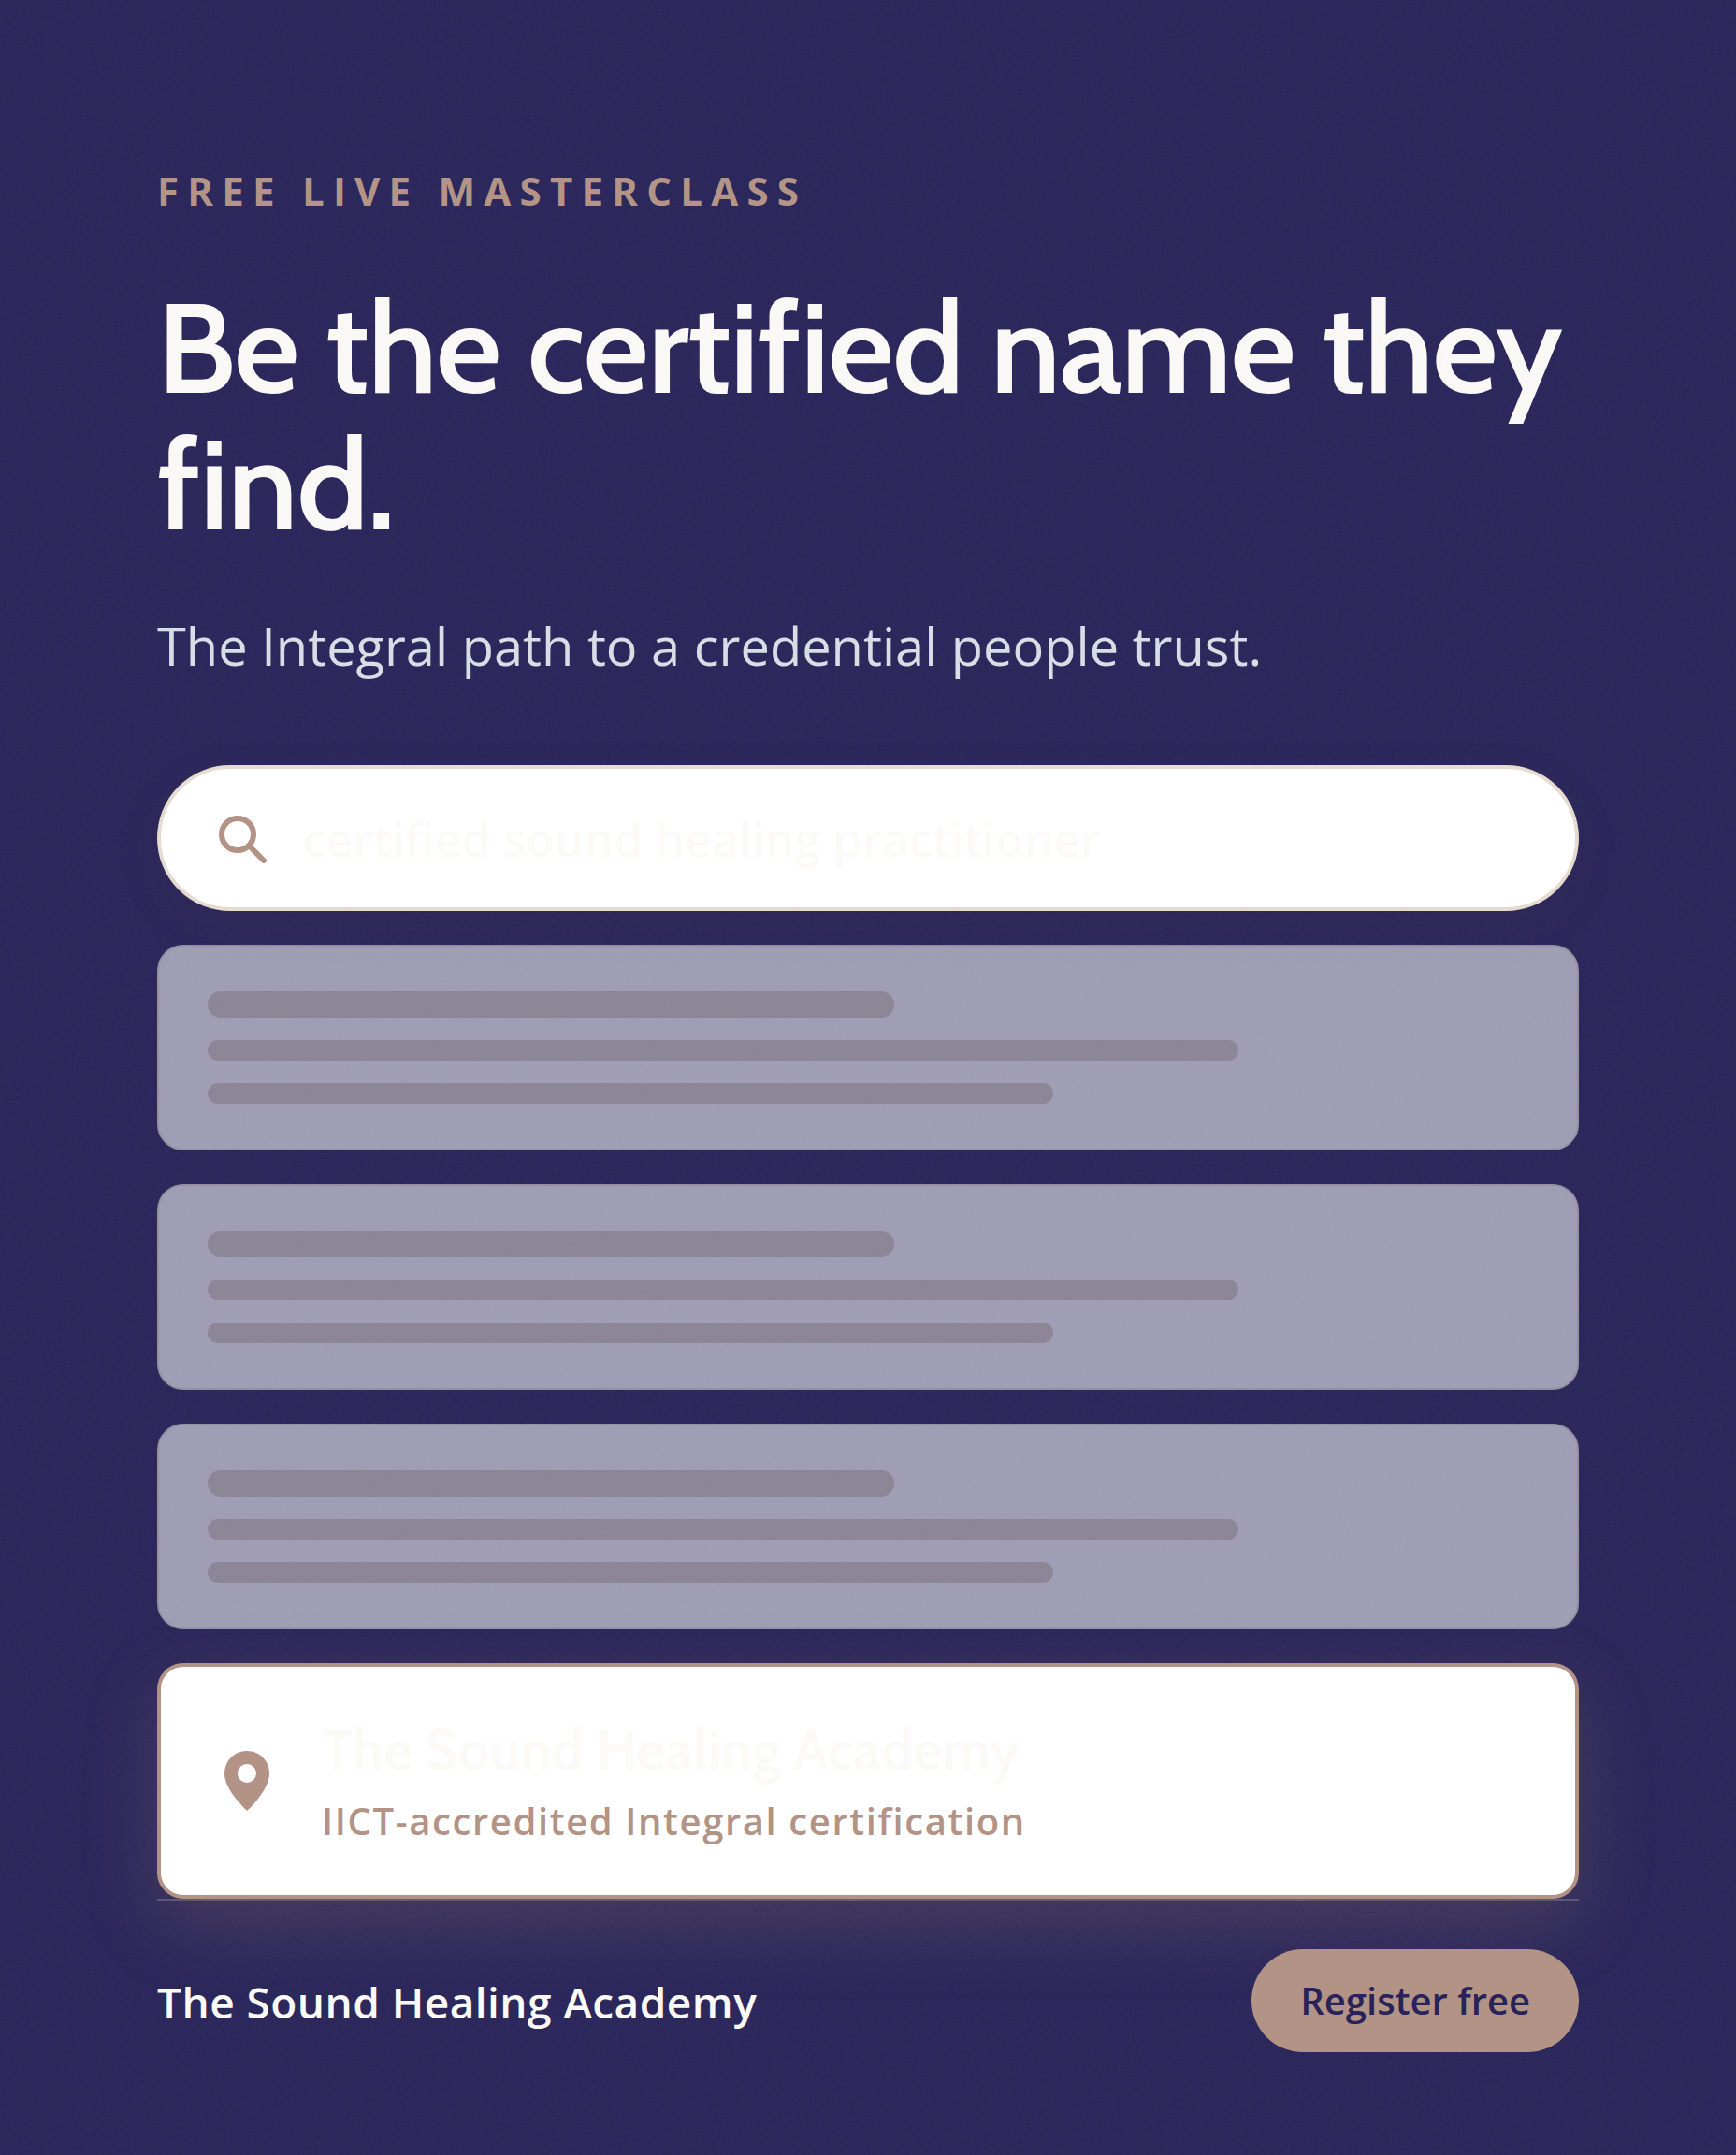 FREE LIVE MASTERCLASS
Be the certified name they
find.
The Integral path to a credential people trust.
certified sound healing practitioner
The Sound Healing Academy
IICT-accredited Integral certification
The Sound Healing Academy
Register free